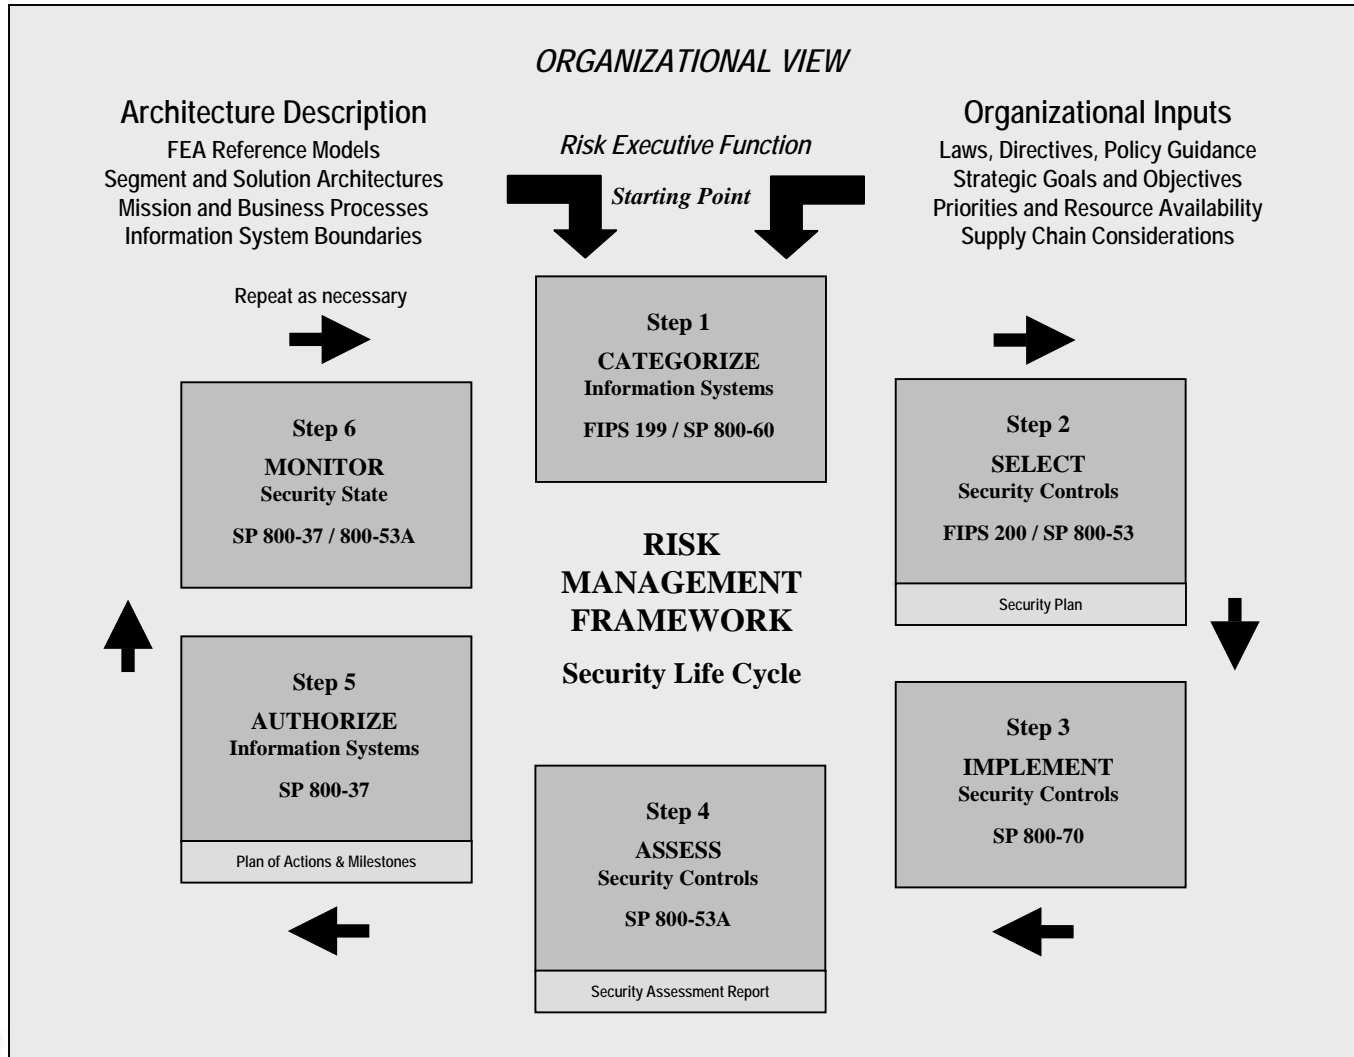 ORGANIZATIONAL VIEW
Architecture Description
FEA Reference Models
Segment and Solution Architectures
Mission and Business Processes
Information System Boundaries
Risk Executive Function
Starting Point
Organizational Inputs
Laws, Directives, Policy Guidance
Strategic Goals and Objectives
Priorities and Resource Availability
Supply Chain Considerations
Repeat as necessary
Step 1
CATEGORIZE
Information Systems
FIPS 199 / SP 800-60
Step 2
SELECT
Security Controls
FIPS 200 / SP 800-53
Security Plan
Step 3
IMPLEMENT
Security Controls
SP 800-70
Step 4
ASSESS
Security Controls
SP 800-53A
Security Assessment Report
Step 5
AUTHORIZE
Information Systems
SP 800-37
Plan of Actions & Milestones
Step 6
MONITOR
Security State
SP 800-37 / 800-53A
RISK
MANAGEMENT
FRAMEWORK
Security Life Cycle